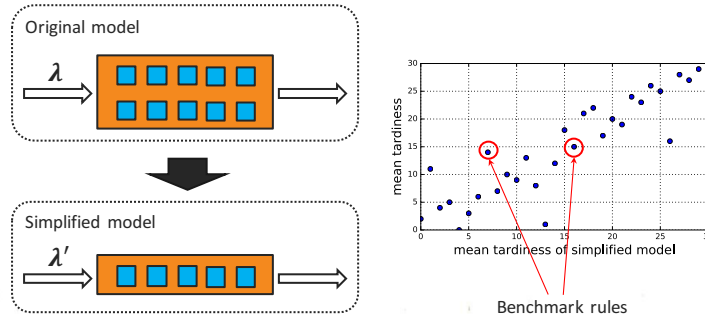 Original model
λ
Simplified model
λ′
30
25
20
15
10
5
0
mean tardiness
0 5 10 15 20 25
mean tardiness of simplified model
Benchmark rules